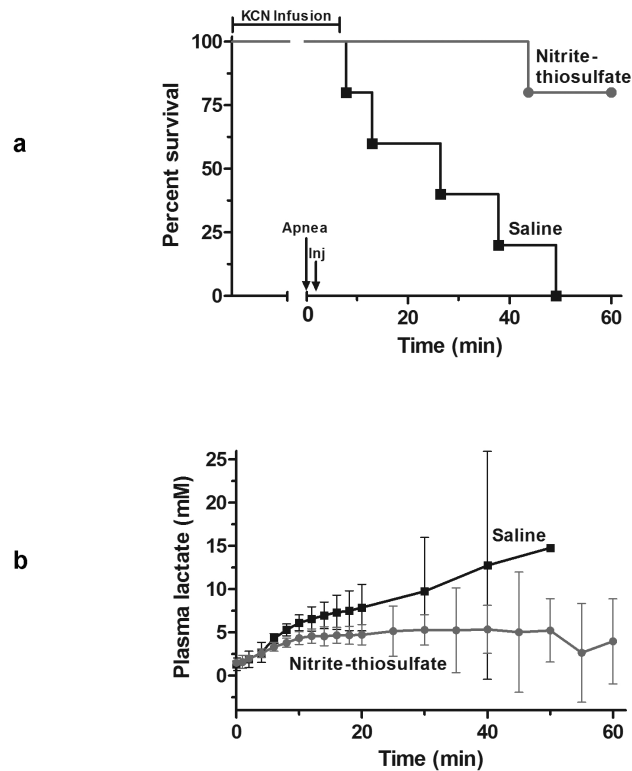 a
KCN Infusion
Percent survival
100
75
50
25
0
Nitrite-
thiosulfate
Saline
Apnea
Inj
0 20 40 60
Time (min)
b
Plasma lactate (mM)
25
20
15
10
5
0
Saline
Nitrite-thiosulfate
0 20 40 60
Time (min)